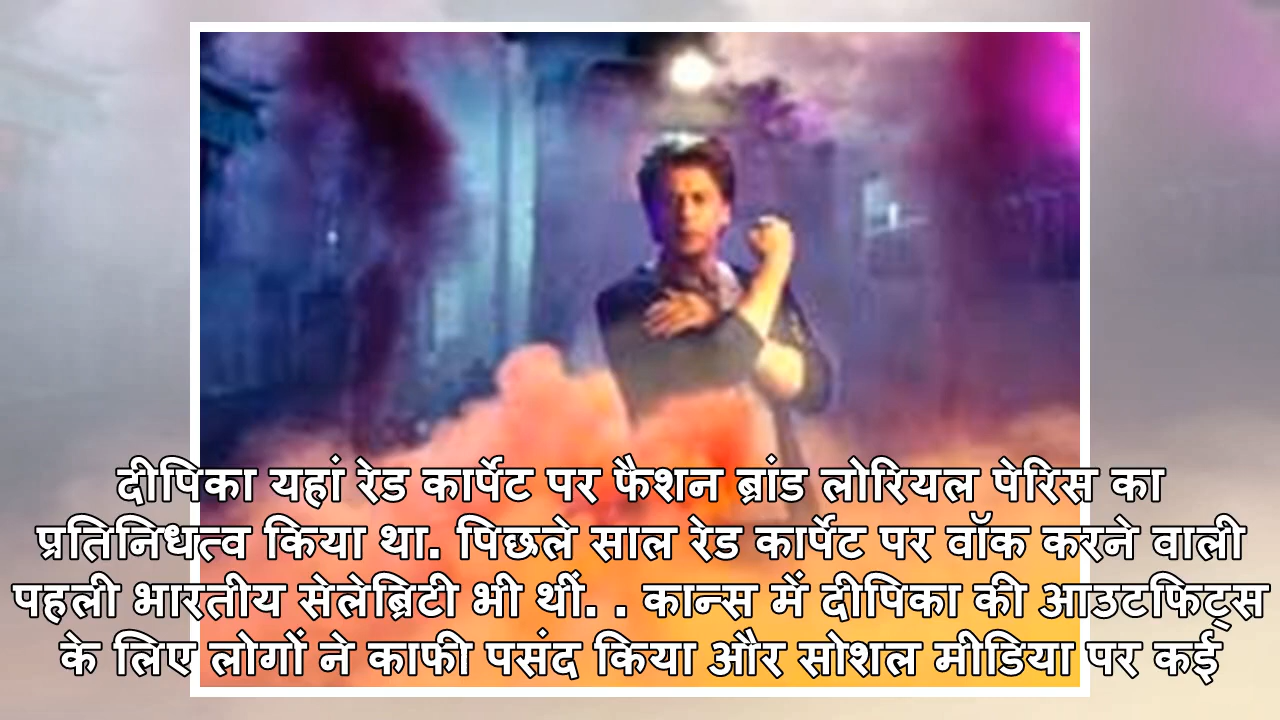 दीपिका यहां रेड कार्पेट पर फैशन ब्रांड लोरियल पेरिस का
प्रतिनिधत्व किया था. पिछले साल रेड कार्पेट पर वॉक करने वाली
पहली भारतीय सेलेब्रिटी भी थीं. . कान्स में दीपिका की आउटफिट्स
के लिए लोगों ने काफी पसंद किया और सोशल मीडिया पर कई